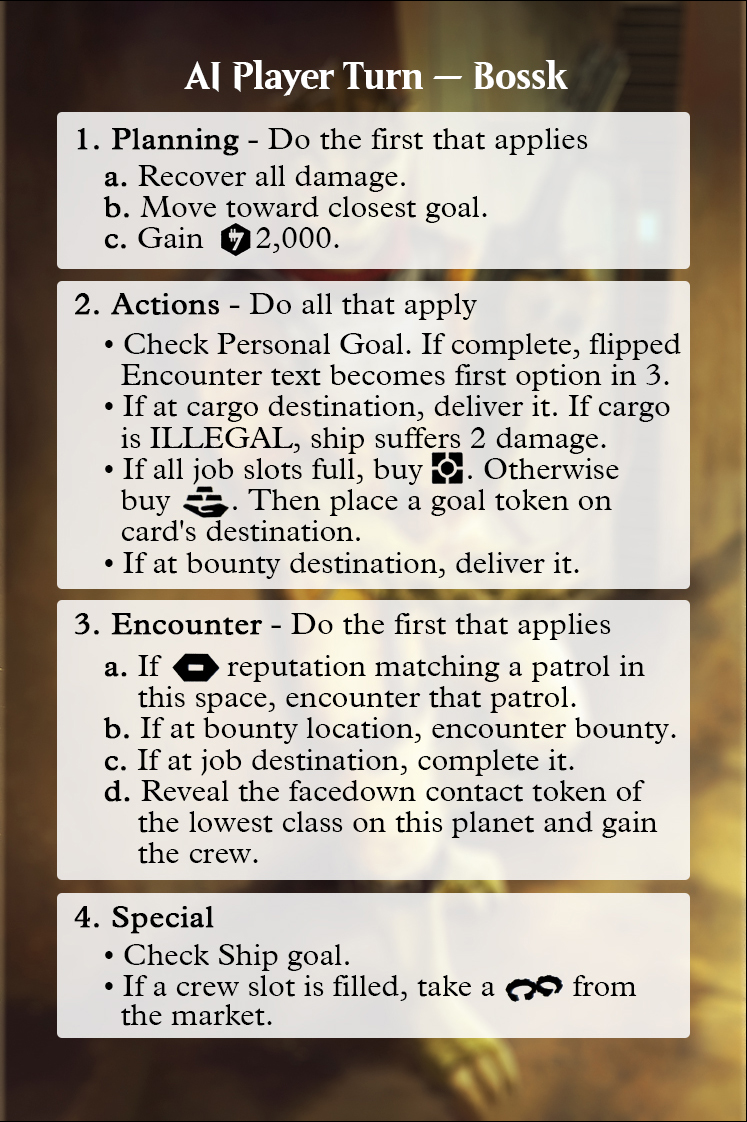 AI Player Turn — Bossk
1. Planning - Do the first that applies
a. Recover all damage.
b. Move toward closest goal.
c. Gain 2,000.
2. Actions - Do all that apply
• Check Personal Goal. If complete, flipped
Encounter text becomes first option in 3.
• If at cargo destination, deliver it. If cargo
is ILLEGAL, ship suffers 2 damage.
• If all job slots full, buy . Otherwise
buy . Then place a goal token on
card's destination.
• If at bounty destination, deliver it.
3. Encounter - Do the first that applies
a. If reputation matching a patrol in
this space, encounter that patrol.
b. If at bounty location, encounter bounty.
c. If at job destination, complete it.
d. Reveal the facedown contact token of
the lowest class on this planet and gain
the crew.
4. Special
• Check Ship goal.
• If a crew slot is filled, take a from
the market.